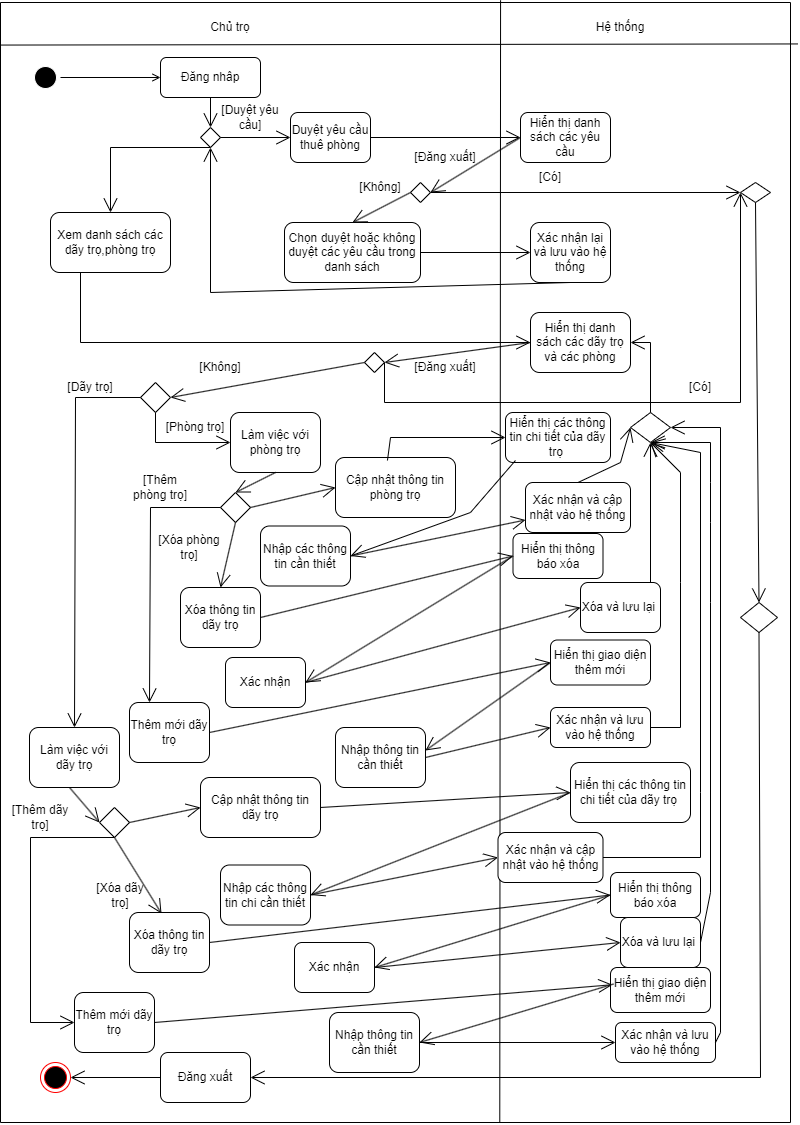 Chủ trọ
Hệ thống
Đăng nhập
[Duyệt yêu
cầu]
Duyệt yêu cầu
thuê phòng
Hiển thị danh
sách các yêu
cầu
[Đăng xuất]
[Không]
[Có]
Xem danh sách các
dãy trọ,phòng trọ
Chọn duyệt hoặc không
duyệt các yêu cầu trong
danh sách
Xác nhận lại
và lưu vào hệ
thống
Hiển thị danh
sách các dãy trọ
và các phòng
[Không]
[Đăng xuất]
[Có]
[Dãy trọ]
[Phòng trọ]
Làm việc với
phòng trọ
Hiển thị các thông
tin chi tiết của dãy
trọ
[Thêm
phòng trọ]
Cập nhật thông tin
phòng trọ
Xác nhận và cập
nhật vào hệ thống
[Xóa phòng
trọ]
Nhập các thông
tin cần thiết
Hiển thị thông
báo xóa
Xóa thông tin
dãy trọ
Xóa và lưu lại
Xác nhận
Hiển thị giao diện
thêm mới
Thêm mới dãy
trọ
Xác nhận và lưu
vào hệ thống
Làm việc với
dãy trọ
Nhập thông tin
cần thiết
Hiển thị các thông tin
chi tiết của dãy trọ
[Thêm dãy
trọ]
Cập nhật thông tin
dãy trọ
Xác nhận và cập
nhật vào hệ thống
[Xóa dãy
trọ]
Nhập các thông
tin chi cần thiết
Hiển thị thông
báo xóa
Xóa thông tin
dãy trọ
Xóa và lưu lại
Xác nhận
Hiển thị giao diện
thêm mới
Thêm mới dãy
trọ
Nhập thông tin
cần thiết
Xác nhận và lưu
vào hệ thống
Đăng xuất